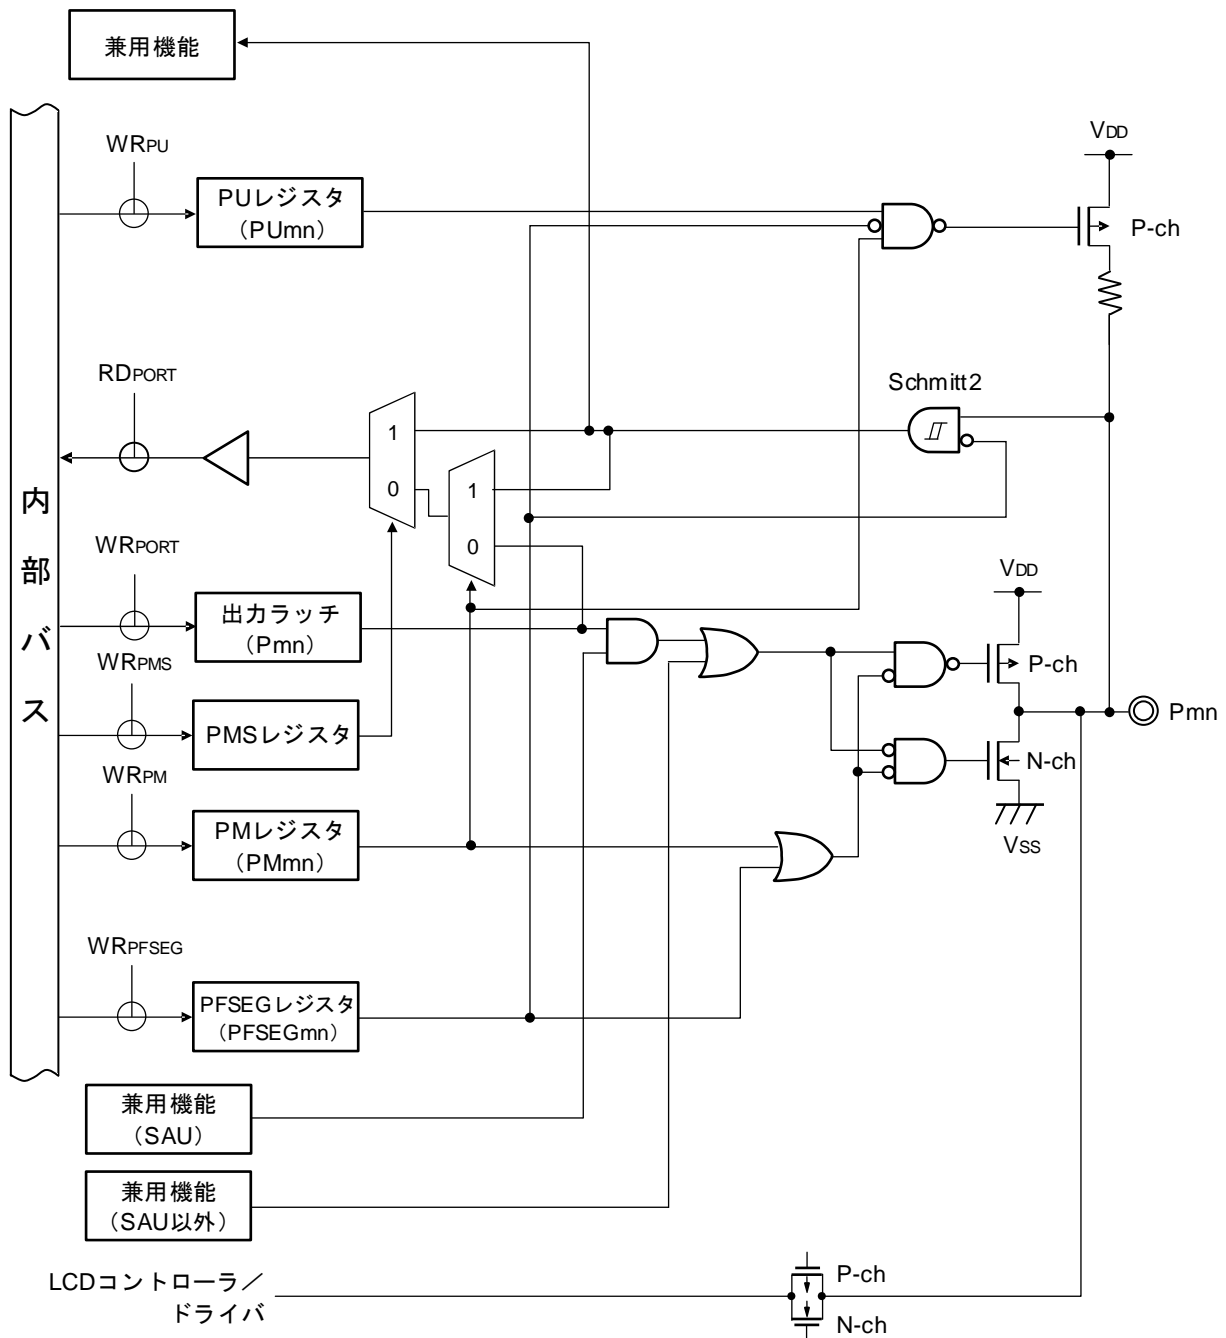 兼用機能
WRPU
PUレジスタ
（PUmn）
VDD
P-ch
RDPORT
Schmitt2
1
0
1
0
内部バス
WRPORT
出力ラッチ
（Pmn）
VDD
P-ch
WRPMS
PMSレジスタ
Pmn
N-ch
VSS
WRPM
PMレジスタ
（PMmn）
WRPFSEG
PFSEGレジスタ
（PFSEGmn）
兼用機能
（SAU）
兼用機能
（SAU以外）
LCDコントローラ／
ドライバ
P-ch
N-ch